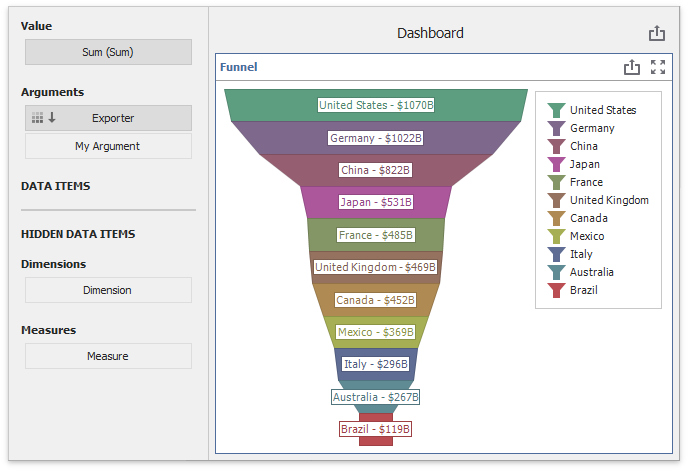 Value
Sum (Sum)
Arguments
Exporter
My Argument
DATA ITEMS
HIDDEN DATA ITEMS
Dimensions
Dimension
Measures
Measure
Dashboard
Funnel
United States - $1070B
Germany - $1022B
China - $822B
Japan - $531B
France - $485B
United Kingdom - $469B
Canada - $452B
Mexico - $369B
Italy - $296B
Australia - $267B
Brazil - $119B
United States
Germany
China
Japan
France
United Kingdom
Canada
Mexico
Italy
Australia
Brazil